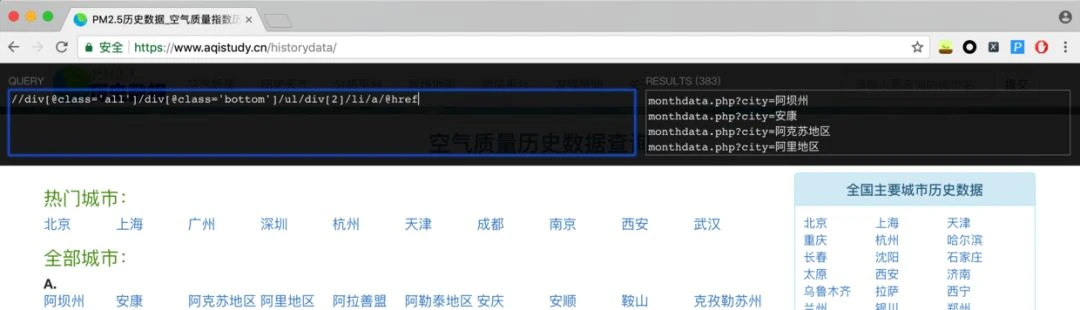 PM2.5历史数据_空气质量指数历
安全 https://www.aqistudy.cn/historydata/
QUERY
//div[@class='all']/div[@class='bottom']/ul/div[2]/li/a/@href
RESULTS (383)
monthdata.php?city=阿坝州
monthdata.php?city=安康
monthdata.php?city=阿克苏地区
monthdata.php?city=阿里地区
空气质量历史数据查询
热门城市：
北京 上海 广州 深圳 杭州 天津 成都 南京 西安 武汉
全部城市：
A.
阿坝州 安康 阿克苏地区 阿里地区 阿拉善盟 阿勒泰地区 安庆 安顺 鞍山 克孜勒苏州
全国主要城市历史数据
北京 上海 天津
重庆 杭州 哈尔滨
长春 沈阳 石家庄
太原 西安 济南
乌鲁木齐 拉萨 西宁
兰州 银川 郑州